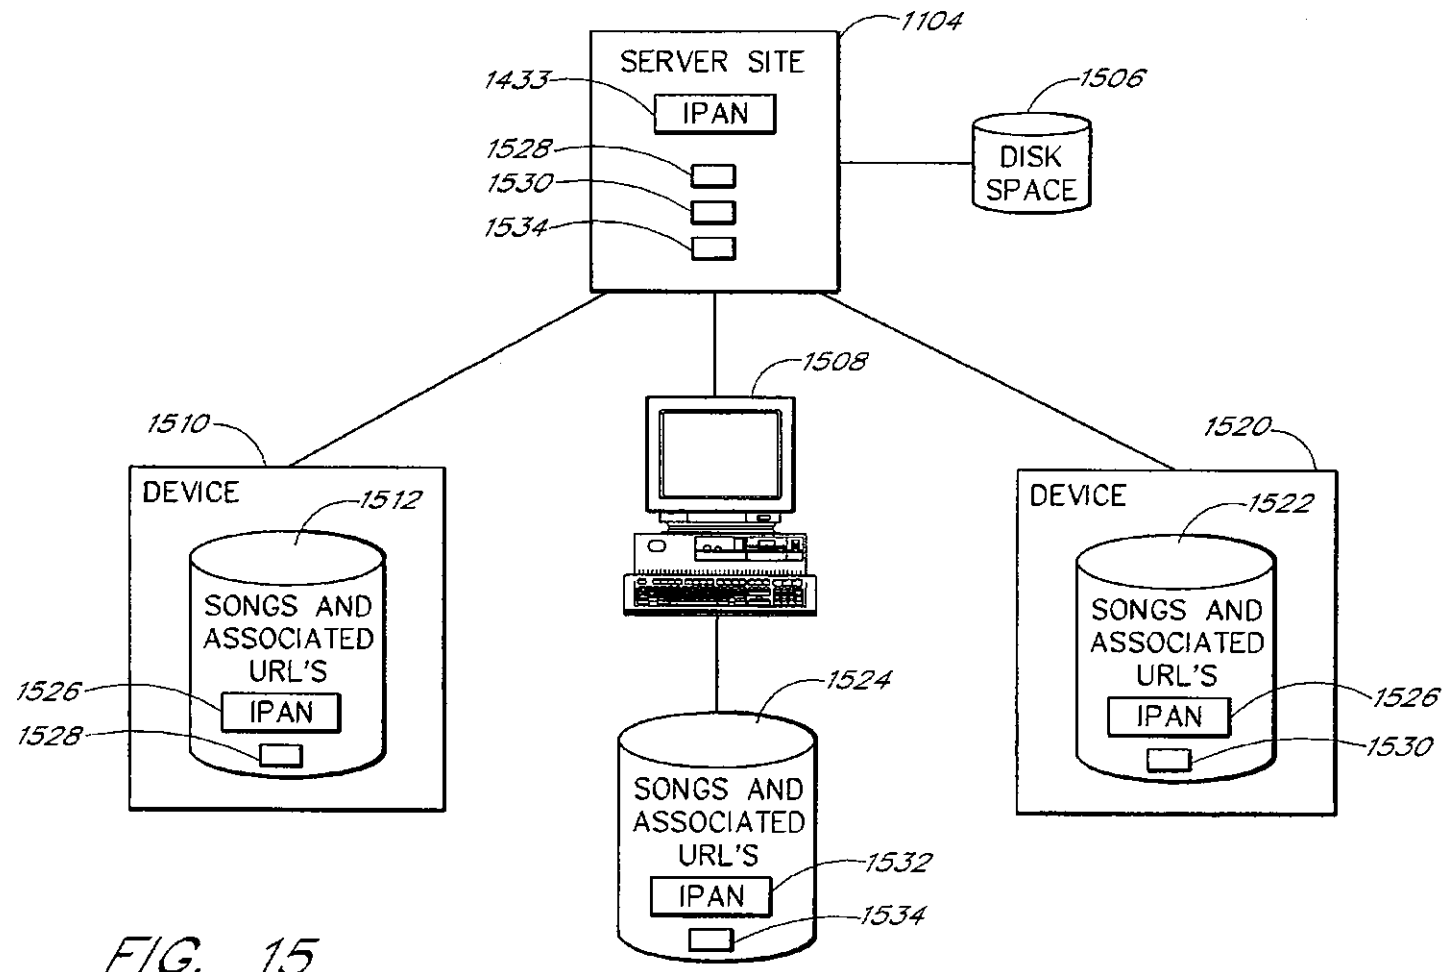 1104
SERVER SITE
1433
IPAN
1506
DISK
SPACE
1528
1530
1534
1508
1510
1520
DEVICE
1512
SONGS AND
ASSOCIATED
URL'S
1526
IPAN
1528
DEVICE
1522
SONGS AND
ASSOCIATED
URL'S
IPAN
1526
1530
1524
SONGS AND
ASSOCIATED
URL'S
1532
IPAN
1534
FIG. 15